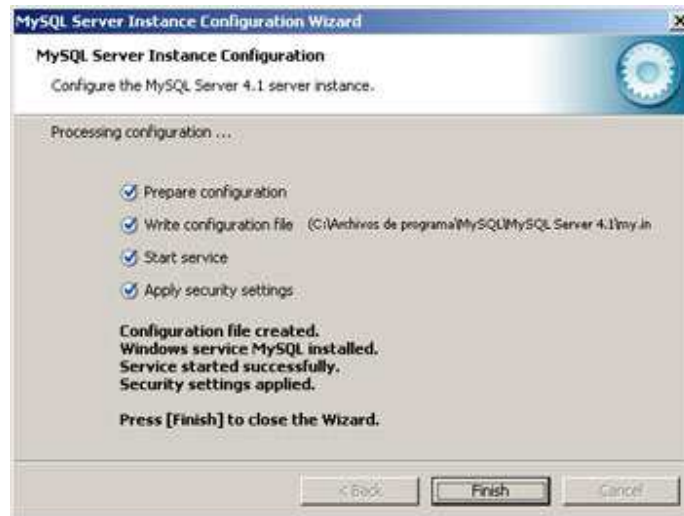 MySQL Server Instance Configuration Wizard
MySQL Server Instance Configuration
Configure the MySQL Server 4.1 server instance.
Processing configuration ...
Prepare configuration
Write configuration file (C:\Archivos de programa\MySQL\MySQL Server 4.1\my.in
Start service
Apply security settings
Configuration file created.
Windows service MySQL installed.
Service started successfully.
Security settings applied.
Press [Finish] to close the Wizard.
< Back Finish Cancel